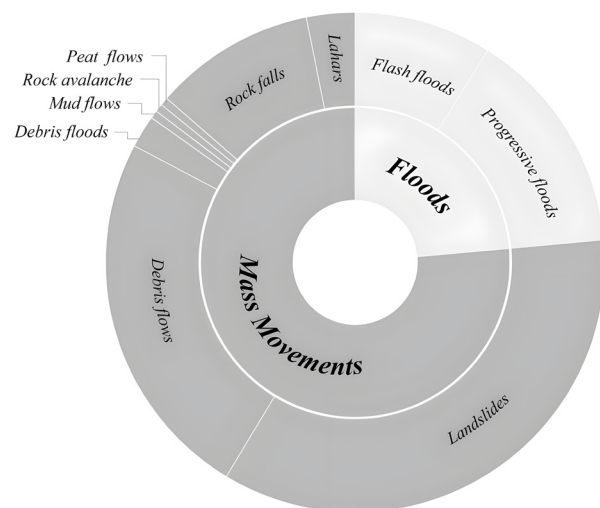 Peat flows
Rock avalanche
Mud flows
Debris floods
Rock falls
Lahars
Flash floods
Progressive floods
Floods
Mass Movements
Debris flows
Landslides